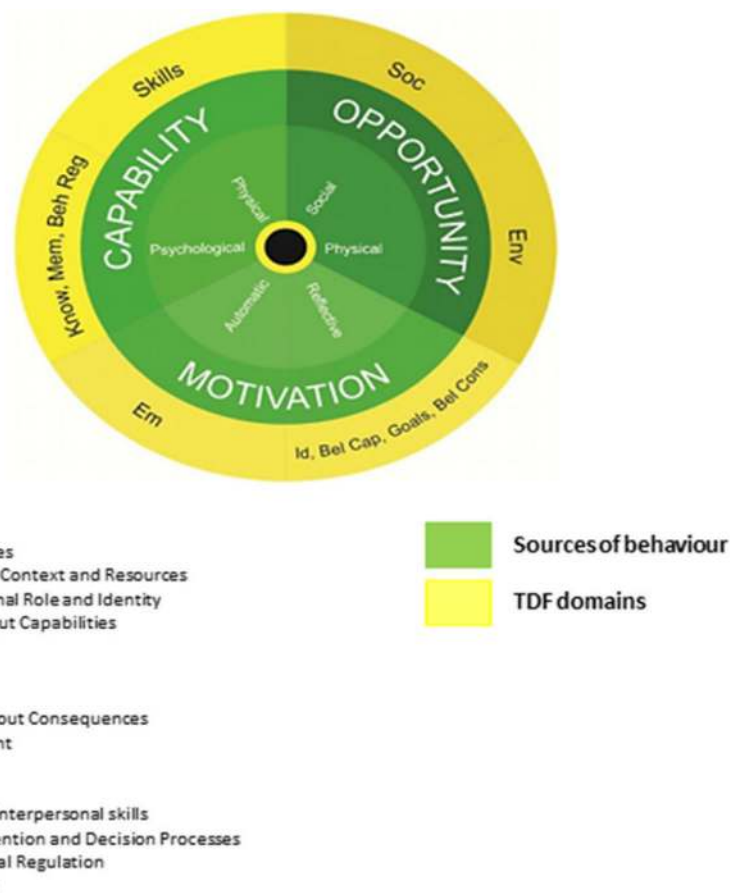 Skills
Soc
CAPABILITY
OPPORTUNITY
Know, Mem, Beh Reg
Physical
Social
Env
Psychological
Physical
Automatic
Reflective
MOTIVATION
Em
Id, Bel Cap, Goals, Bel Cons
Sources of behaviour
es
Context and Resources
TDF domains
nal Role and Identity
ut Capabilities
out Consequences
nt
nterpersonal skills
ention and Decision Processes
al Regulation